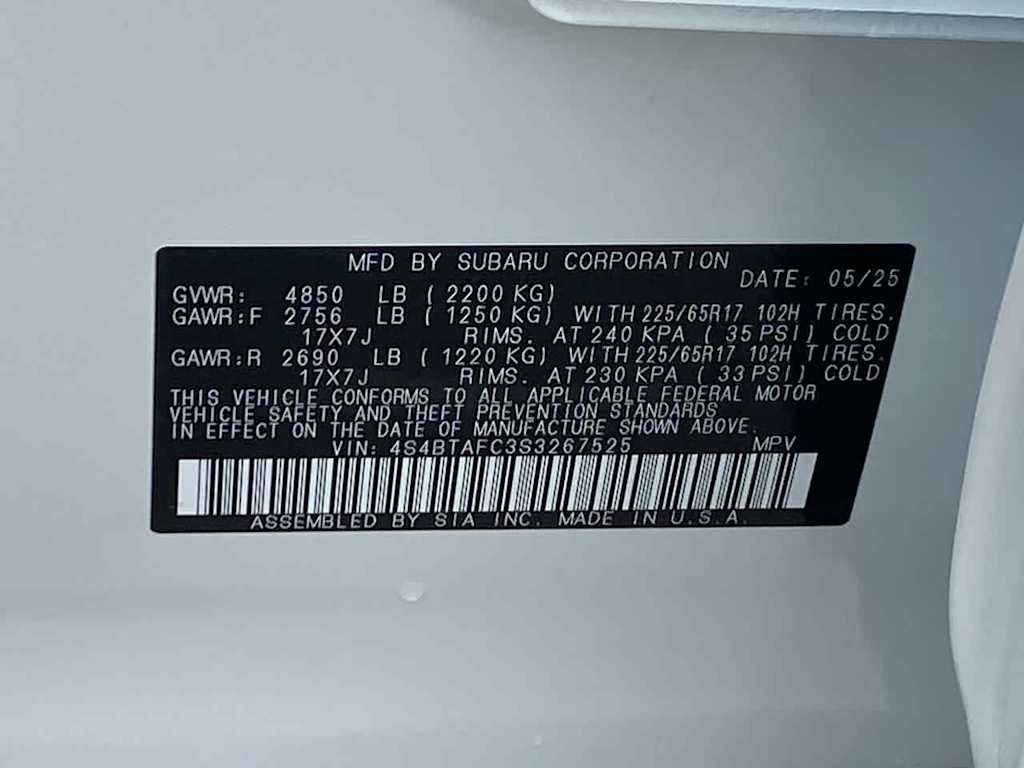 MFD BY SUBARU CORPORATION
DATE: 05/25
GVWR: 4850 LB ( 2200 KG)
GAWR:F 2756 LB ( 1250 KG) WITH 225/65R17 102H TIRES.
17X7J RIMS. AT 240 KPA ( 35 PSI) COLD
GAWR:R 2690 LB ( 1220 KG) WITH 225/65R17 102H TIRES.
17X7J RIMS. AT 230 KPA ( 33 PSI) COLD
THIS VEHICLE CONFORMS TO ALL APPLICABLE FEDERAL MOTOR
VEHICLE SAFETY AND THEFT PREVENTION STANDARDS
IN EFFECT ON THE DATE OF MANUFACTURE SHOWN ABOVE.
VIN: 4S4BTAFC3S3267525 MPV
ASSEMBLED BY SIA INC. MADE IN U.S.A.